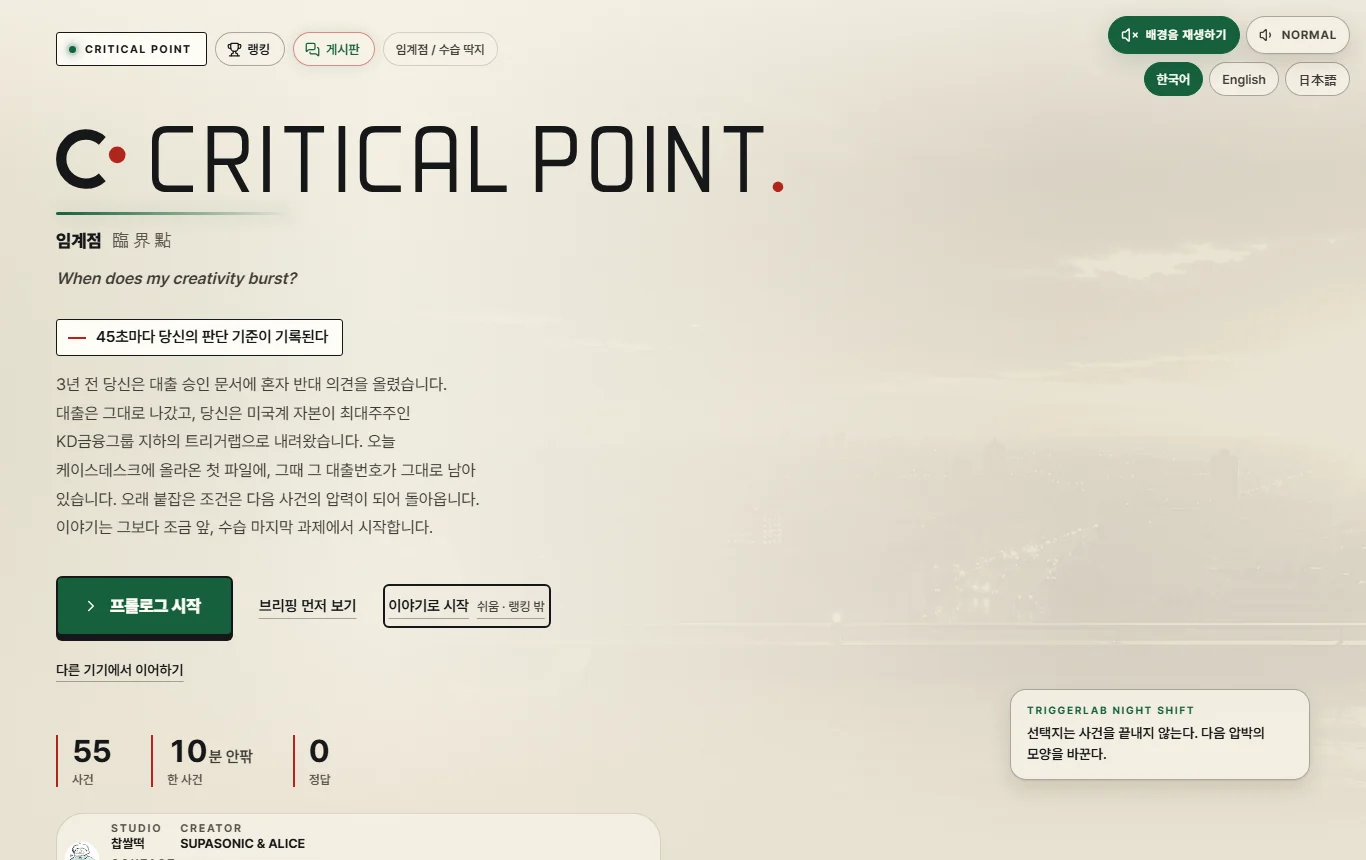 CRITICAL POINT
랭킹
게시판
임계점 / 수습 딱지
배경음 재생하기
NORMAL
한국어
English
日本語
C CRITICAL POINT.
임계점 臨界點
When does my creativity burst?
45초마다 당신의 판단 기준이 기록된다
3년 전 당신은 대출 승인 문서에 혼자 반대 의견을 올렸습니다.
대출은 그대로 나갔고, 당신은 미국계 자본이 최대주주인
KD금융그룹 지하의 트리거랩으로 내려왔습니다. 오늘
케이스데스크에 올라온 첫 파일에, 그때 그 대출번호가 그대로 남아
있습니다. 오래 붙잡은 조건은 다음 사건의 압력이 되어 돌아옵니다.
이야기는 그보다 조금 앞, 수습 마지막 과제에서 시작합니다.
프롤로그 시작
브리핑 먼저 보기
이야기로 시작 쉬움 · 랭킹 밖
다른 기기에서 이어하기
TRIGGERLAB NIGHT SHIFT
선택지는 사건을 끝내지 않는다. 다음 압박의
모양을 바꾼다.
55
사건
10분 안팎
한 사건
0
정답
STUDIO
찹쌀떡
CREATOR
SUPASONIC & ALICE